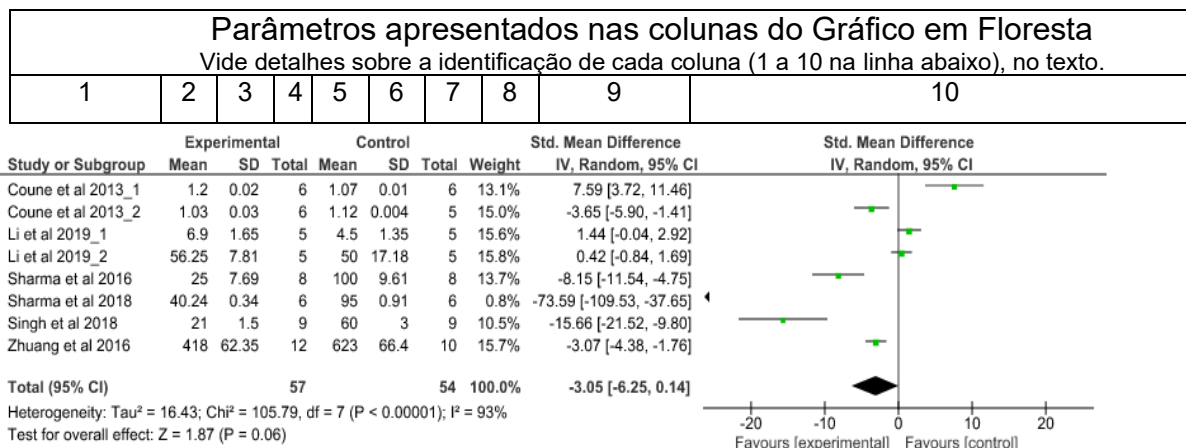 Parâmetros apresentados nas colunas do Gráfico em Floresta
Vide detalhes sobre a identificação de cada coluna (1 a 10 na linha abaixo), no texto.
1 2 3 4 5 6 7 8 9 10
Experimental Control Std. Mean Difference Std. Mean Difference
Study or Subgroup Mean SD Total Mean SD Total Weight IV, Random, 95% CI IV, Random, 95% CI
Coune et al 2013_1 1.2 0.02 6 1.07 0.01 6 13.1% 7.59 [3.72, 11.46]
Coune et al 2013_2 1.03 0.03 6 1.12 0.004 5 15.0% -3.65 [-5.90, -1.41]
Li et al 2019_1 6.9 1.65 5 4.5 1.35 5 15.6% 1.44 [-0.04, 2.92]
Li et al 2019_2 56.25 7.81 5 50 17.18 5 15.8% 0.42 [-0.84, 1.69]
Sharma et al 2016 25 7.69 8 100 9.61 8 13.7% -8.15 [-11.54, -4.75]
Sharma et al 2018 40.24 0.34 6 95 0.91 6 0.8% -73.59 [-109.53, -37.65]
Singh et al 2018 21 1.5 9 60 3 9 10.5% -15.66 [-21.52, -9.80]
Zhuang et al 2016 418 62.35 12 623 66.4 10 15.7% -3.07 [-4.38, -1.76]
Total (95% CI) 57 54 100.0% -3.05 [-6.25, 0.14]
Heterogeneity: Tau² = 16.43; Chi² = 105.79, df = 7 (P < 0.00001); I² = 93%
Test for overall effect: Z = 1.87 (P = 0.06)
-20 -10 0 10 20
Favours [experimental] Favours [control]